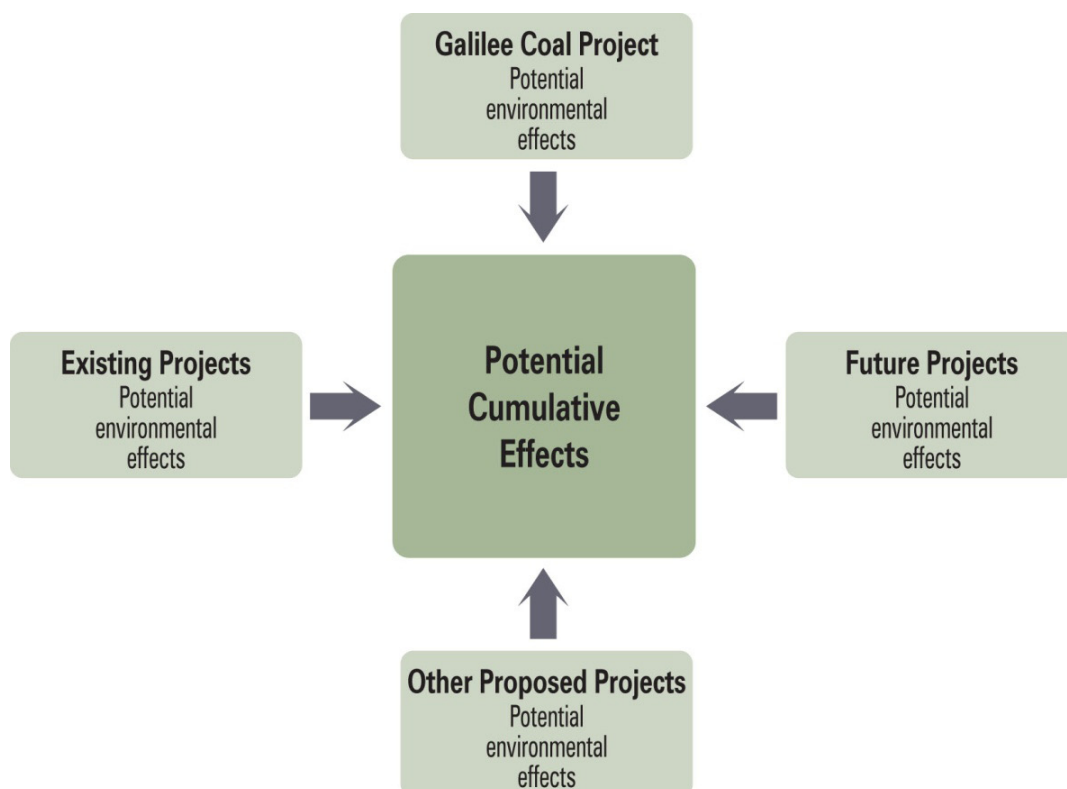 Galilee Coal Project
Potential
environmental
effects
Existing Projects
Potential
environmental
effects
Potential
Cumulative
Effects
Future Projects
Potential
environmental
effects
Other Proposed Projects
Potential
environmental
effects